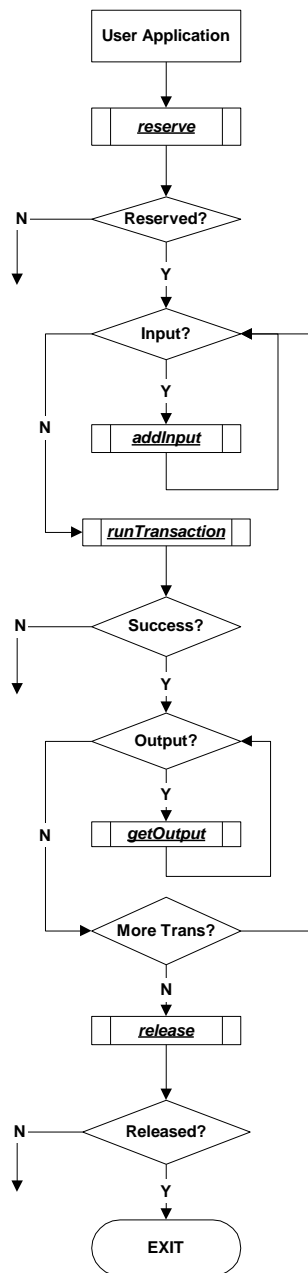 User Application
reserve
N
Reserved?
Y
Input?
Y
N
addInput
runTransaction
N
Success?
Y
Output?
Y
N
getOutput
More Trans?
N
release
N
Released?
Y
EXIT